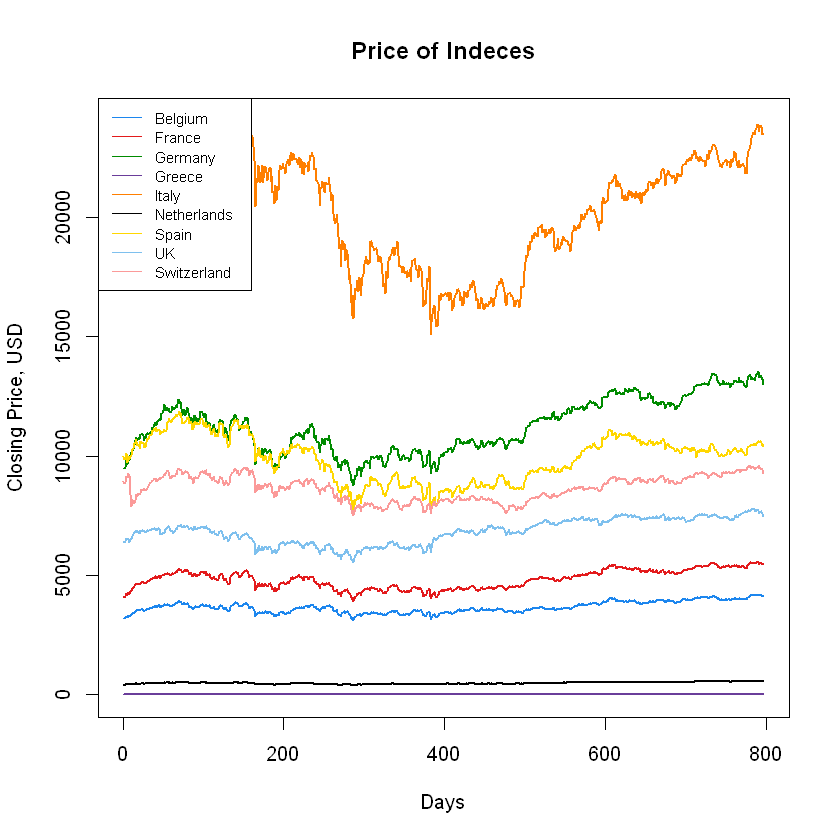 Price of Indeces
Belgium
France
Germany
Greece
Italy
Netherlands
Spain
UK
Switzerland
20000
15000
10000
5000
0
Closing Price, USD
0 200 400 600 800
Days